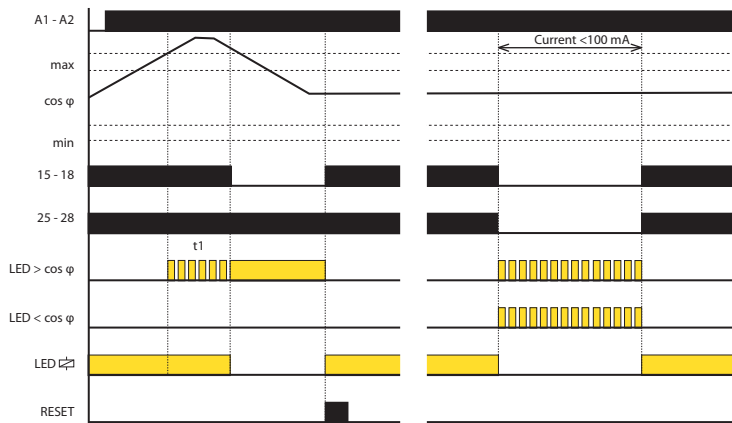 A1 - A2
Current <100 mA
max
cos φ
min
15 - 18
25 - 28
t1
LED > cos φ
LED < cos φ
LED
RESET